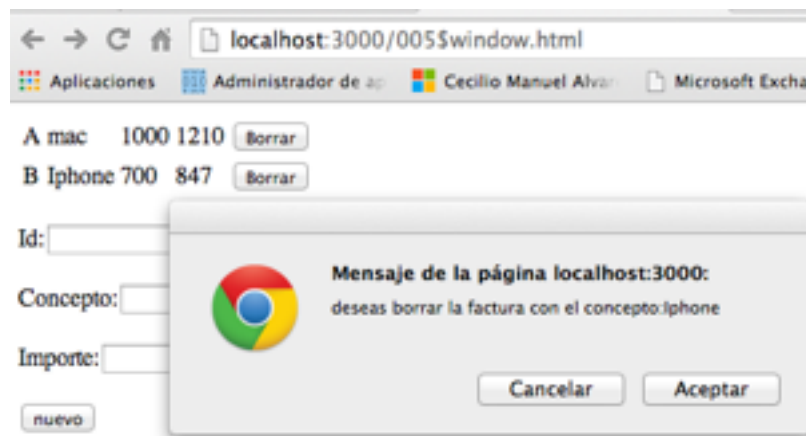 localhost:3000/005$window.html
Aplicaciones Administrador de ap Cecilio Manuel Alvar Microsoft Excha
A mac 1000 1210 Borrar
B Iphone 700 847 Borrar
Id:
Mensaje de la página localhost:3000:
deseas borrar la factura con el concepto:Iphone
Concepto:
Importe:
Cancelar Aceptar
nuevo